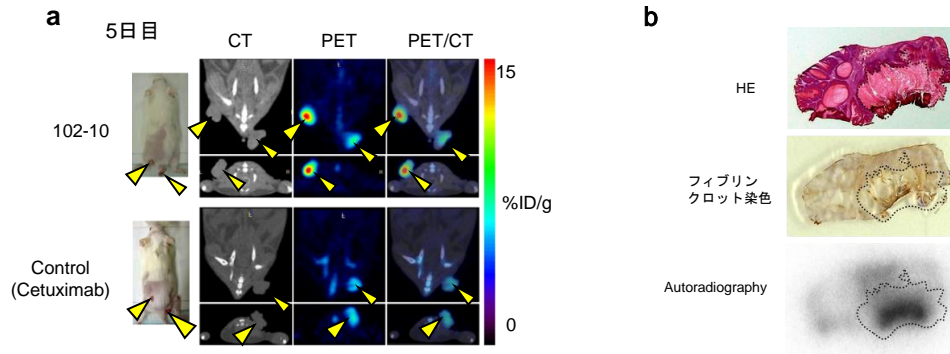 a
5日目
CT
PET
PET/CT
15
102-10
%ID/g
Control
(Cetuximab)
0
b
HE
フィブリン
クロット染色
Autoradiography